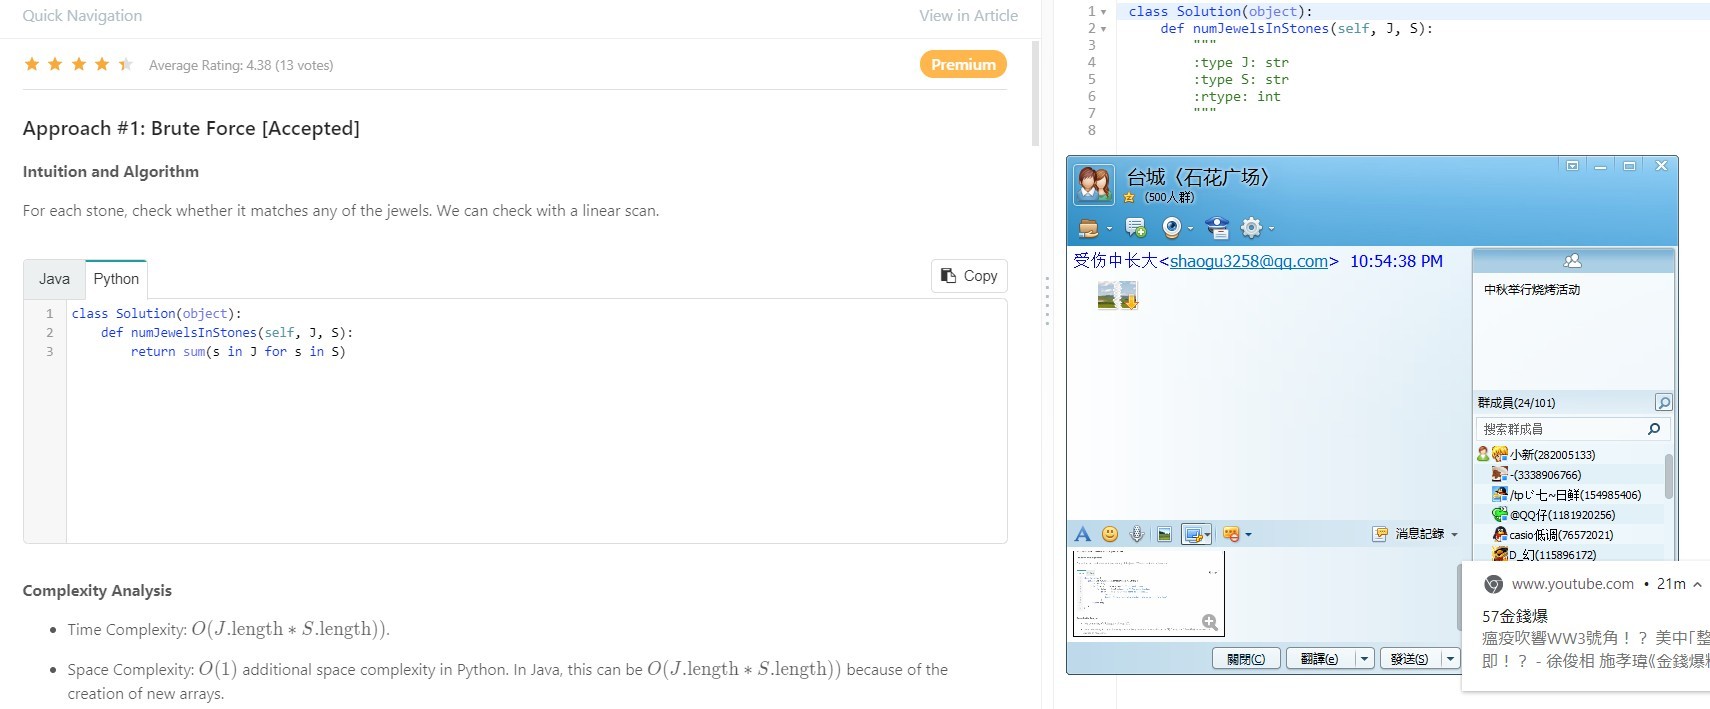 Quick Navigation
View in Article
Average Rating: 4.38 (13 votes)
Premium
Approach #1: Brute Force [Accepted]
Intuition and Algorithm
For each stone, check whether it matches any of the jewels. We can check with a linear scan.
Java
Python
Copy
1 class Solution(object):
2 def numJewelsInStones(self, J, S):
3 return sum(s in J for s in S)
Complexity Analysis
Time Complexity: O(J.length * S.length)).
Space Complexity: O(1) additional space complexity in Python. In Java, this can be O(J.length * S.length)) because of the
creation of new arrays.
1 class Solution(object):
2 def numJewelsInStones(self, J, S):
3 """
4 :type J: str
5 :type S: str
6 :rtype: int
7 """
8
台城〈石花广场〉
(500人群)
受伤中长大<shaogu3258@qq.com> 10:54:38 PM
中秋举行烧烤活动
群成員(24/101)
搜索群成員
小新(282005133)
-(3338906766)
/tpび七~日鲜(154985406)
@QQ仔(1181920256)
casio低调(76572021)
D_幻(115896172)
消息記錄
關閉(C)
翻譯(e)
發送(S)
www.youtube.com • 21m
57金錢爆
瘟疫吹響WW3號角！？ 美中「整
即！？ - 徐俊相 施孝瑋《金錢爆